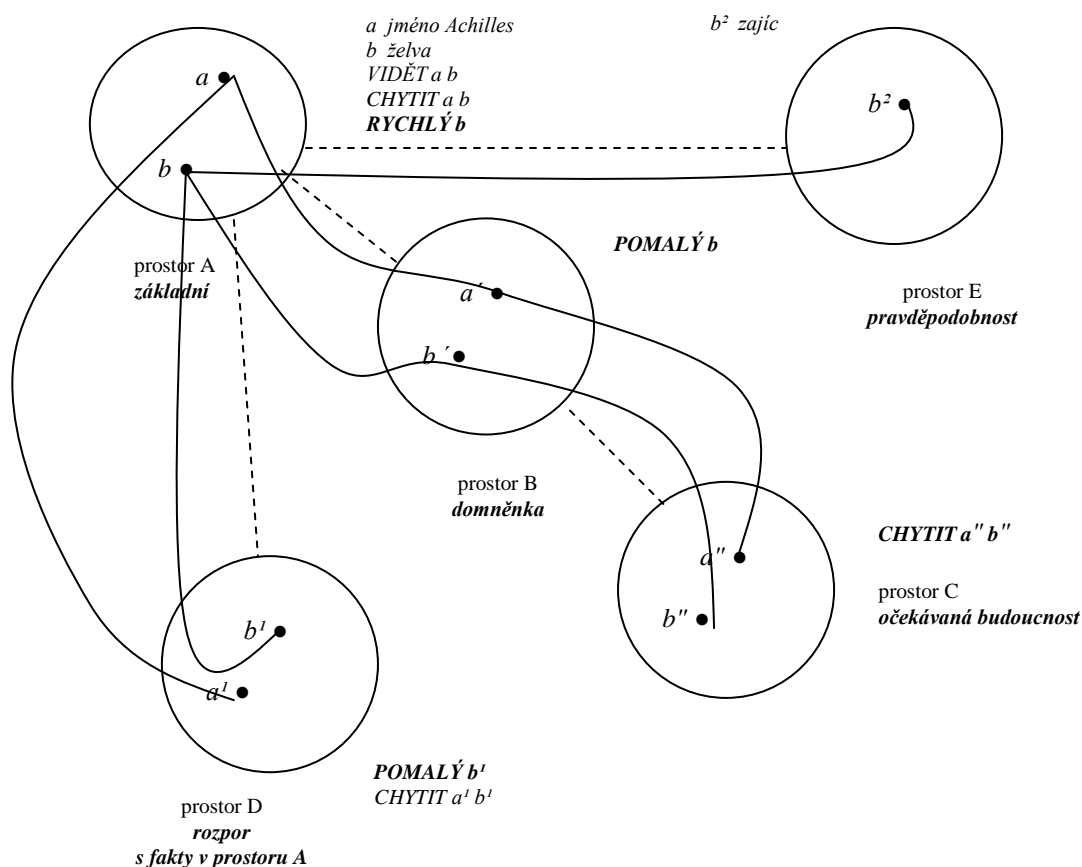 a jméno Achilles
b želva
VIDĚT a b
CHYTIT a b
RYCHLÝ b
b² zajíc
a
b
b²
prostor A
základní
POMALÝ b
prostor E
pravděpodobnost
a´
b´
prostor B
domněnka
CHYTIT a" b"
a"
b"
prostor C
očekávaná budoucnost
b¹
a¹
POMALÝ b¹
CHYTIT a¹ b¹
prostor D
rozpor
s fakty v prostoru A